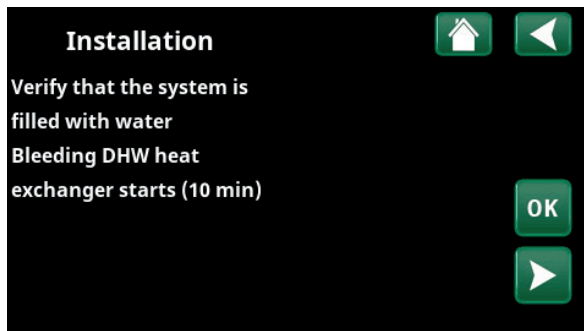 Installation
Verify that the system is
filled with water
Bleeding DHW heat
exchanger starts (10 min)
OK